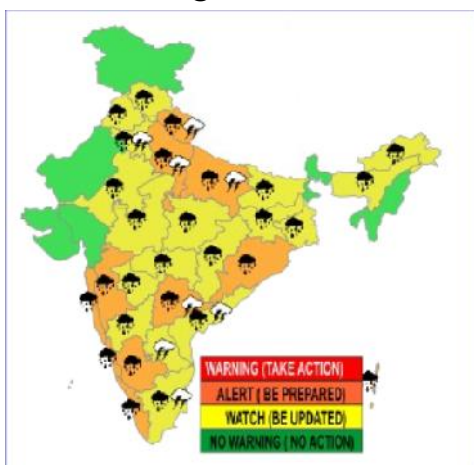 WARNING (TAKE ACTION)
ALERT ( BE PREPARED)
WATCH (BE UPDATED)
NO WARNING ( NO ACTION)